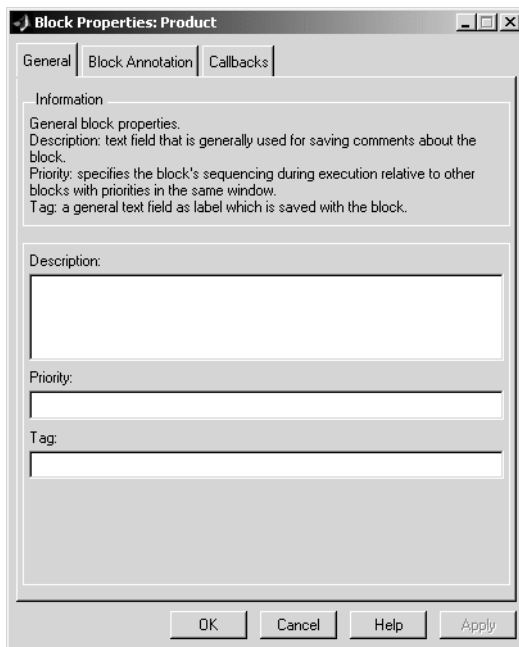 Block Properties: Product
General
Block Annotation
Callbacks
Information
General block properties.
Description: text field that is generally used for saving comments about the
block.
Priority: specifies the block's sequencing during execution relative to other
blocks with priorities in the same window.
Tag: a general text field as label which is saved with the block.
Description:
Priority:
Tag:
OK
Cancel
Help
Apply